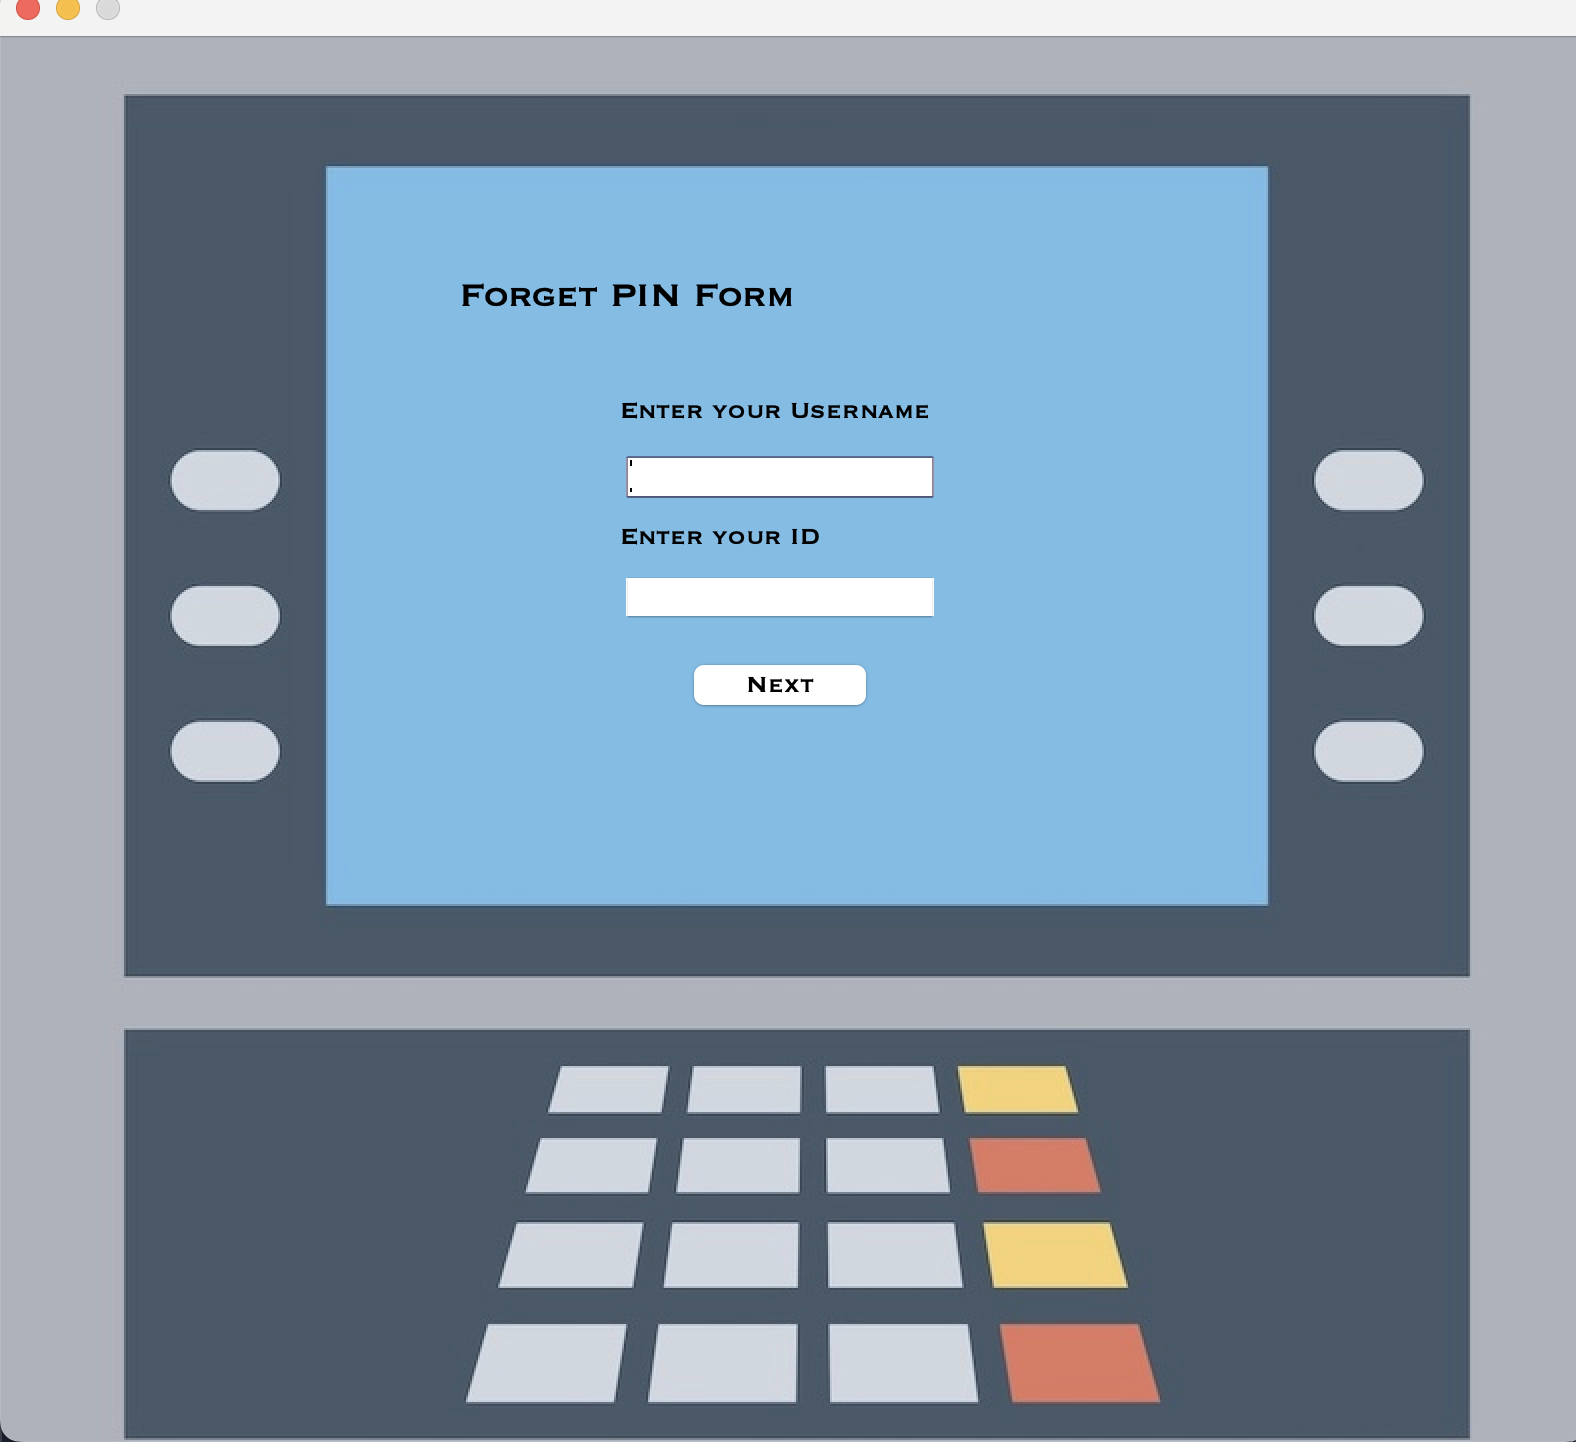 Forget PIN Form
Enter your Username
Enter your ID
Next